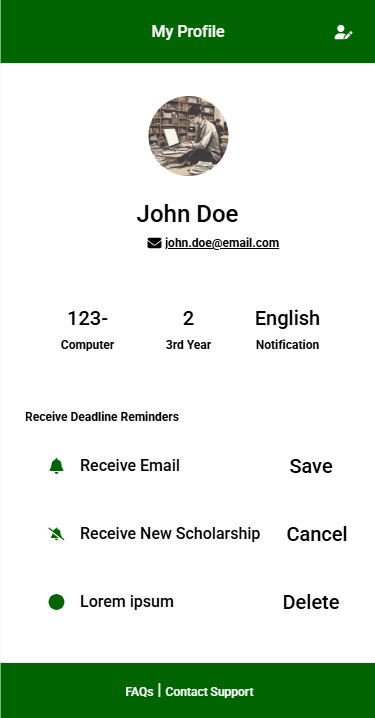 My Profile
John Doe
john.doe@email.com
123- 2 English
Computer 3rd Year Notification
Receive Deadline Reminders
Receive Email Save
Receive New Scholarship Cancel
Lorem ipsum Delete
FAQs | Contact Support